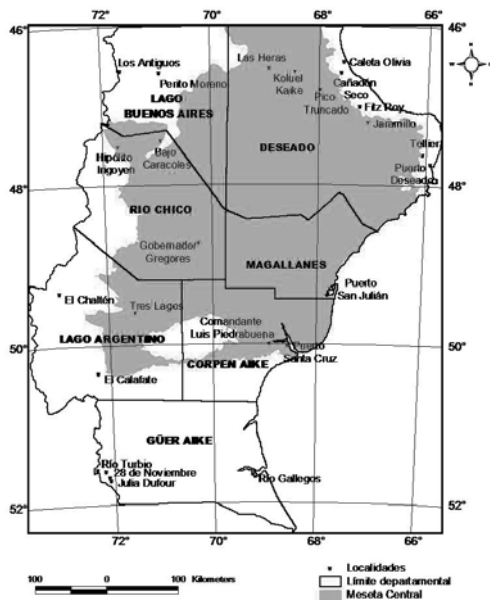 72° 70° 68° 66°
46° 46°
Los Antiguos
Perito Moreno
LAGO
BUENOS AIRES
Las Heras
Koluel
Kaike
Pico
Truncado
Caleta Olivia
Cañadón
Seco
Fitz Roy
Jaramillo
Tellier
Puerto
Deseado
DESEADO
Hipólito
Irigoyen
Bajo
Caracoles
48° 48°
RIO CHICO
Gobernador
Gregores
MAGALLANES
Puerto
San Julián
El Chaltén
Tres Lagos
Comandante
Luis Piedrabuena
LAGO ARGENTINO
50° 50°
Puerto
Santa Cruz
CORPEN AIKE
El Calafate
GÜER AIKE
Río Turbio
28 de Noviembre
Julia Dufour
Río Gallegos
52° 52°
72° 70° 68° 66°
100 0 100 Kilometers
Localidades
Límite departamental
Meseta Central